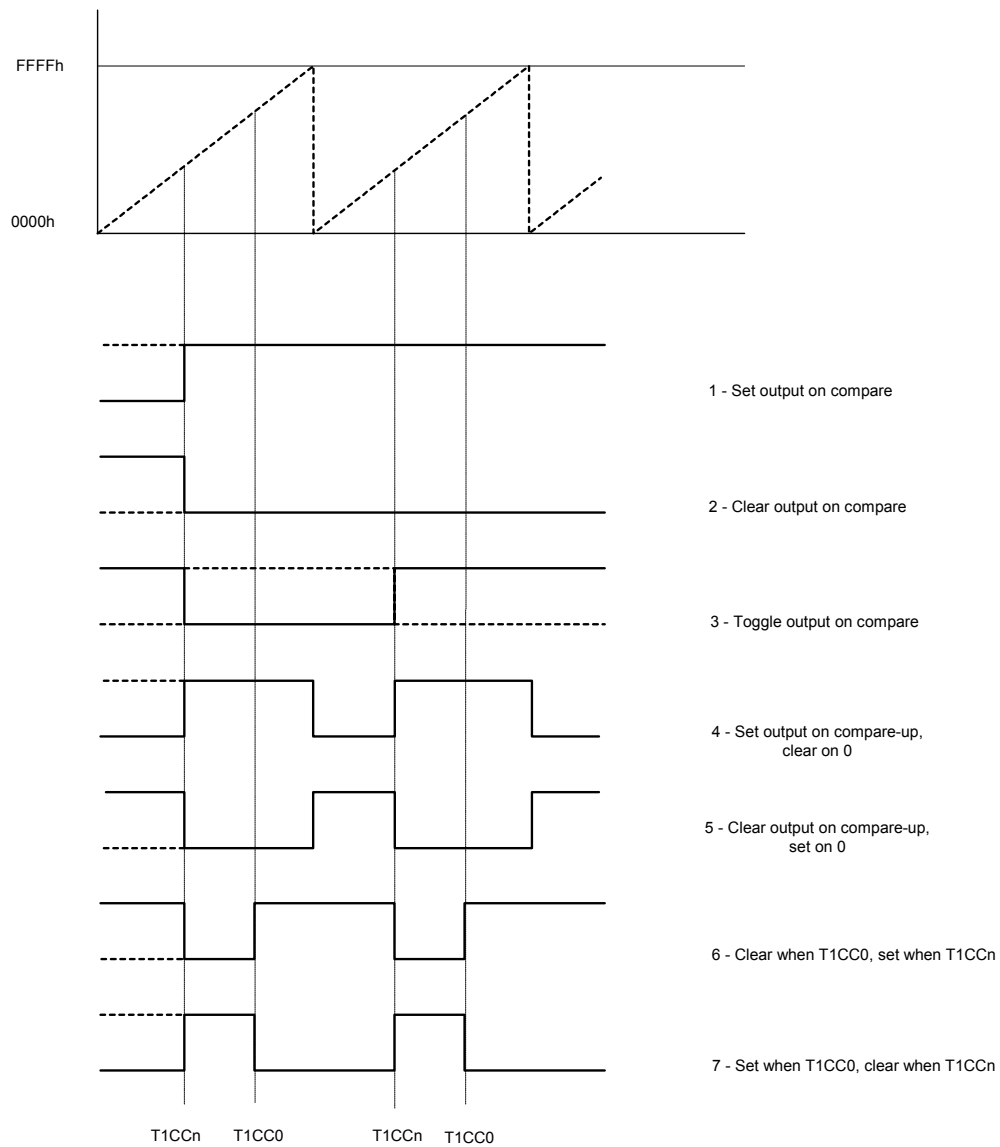 FFFFh
0000h
1 - Set output on compare
2 - Clear output on compare
3 - Toggle output on compare
4 - Set output on compare-up,
clear on 0
5 - Clear output on compare-up,
set on 0
6 - Clear when T1CC0, set when T1CCn
7 - Set when T1CC0, clear when T1CCn
T1CCn T1CC0 T1CCn T1CC0